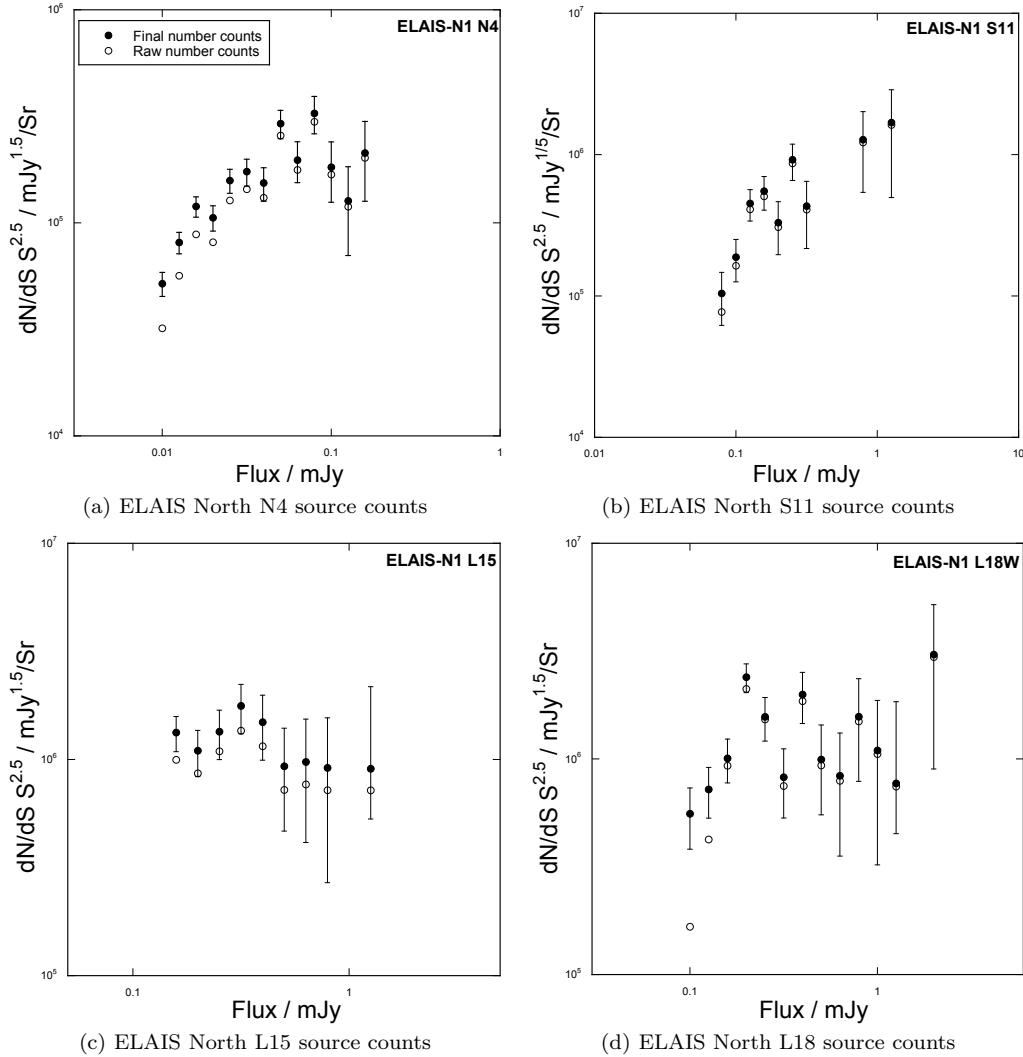 ELAIS-N1 N4
Final number counts
Raw number counts
10^6
10^5
10^4
dN/dS S^2.5 / mJy^1.5/Sr
0.01 0.1 1
Flux / mJy
(a) ELAIS North N4 source counts
ELAIS-N1 S11
10^7
10^6
10^5
10^4
dN/dS S^2.5 / mJy^1/5/Sr
0.01 0.1 1 10
Flux / mJy
(b) ELAIS North S11 source counts
ELAIS-N1 L15
10^7
10^6
10^5
dN/dS S^2.5 / mJy^1.5/Sr
0.1 1
Flux / mJy
(c) ELAIS North L15 source counts
ELAIS-N1 L18W
10^7
10^6
10^5
dN/dS S^2.5 / mJy^1.5/Sr
0.1 1
Flux / mJy
(d) ELAIS North L18 source counts